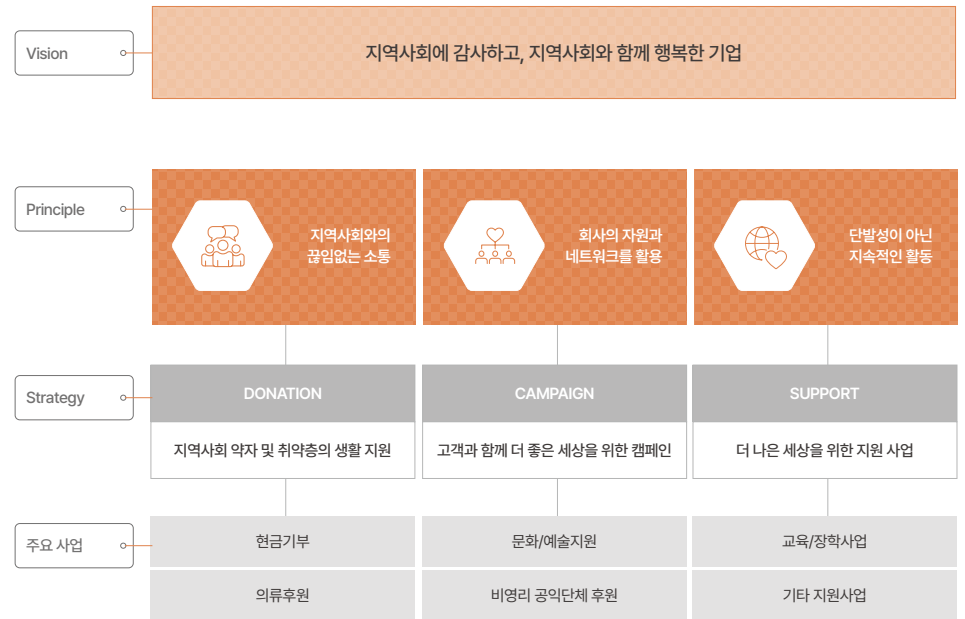 Vision
지역사회에 감사하고, 지역사회와 함께 행복한 기업
Principle
지역사회와의
끊임없는 소통
회사의 자원과
네트워크를 활용
단발성이 아닌
지속적인 활동
Strategy
DONATION
CAMPAIGN
SUPPORT
지역사회 약자 및 취약층의 생활 지원
고객과 함께 더 좋은 세상을 위한 캠페인
더 나은 세상을 위한 지원 사업
주요 사업
현금기부
문화/예술지원
교육/장학사업
의류후원
비영리 공익단체 후원
기타 지원사업